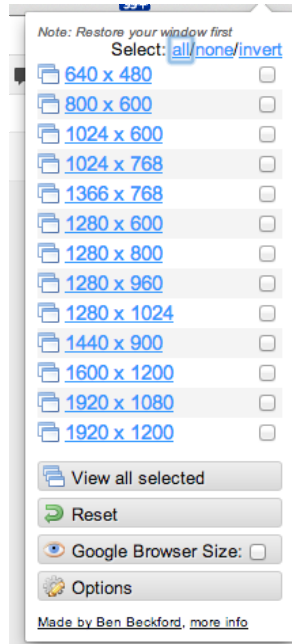 Note: Restore your window first
Select: all/none/invert
640 x 480
800 x 600
1024 x 600
1024 x 768
1366 x 768
1280 x 600
1280 x 800
1280 x 960
1280 x 1024
1440 x 900
1600 x 1200
1920 x 1080
1920 x 1200
View all selected
Reset
Google Browser Size:
Options
Made by Ben Beckford, more info